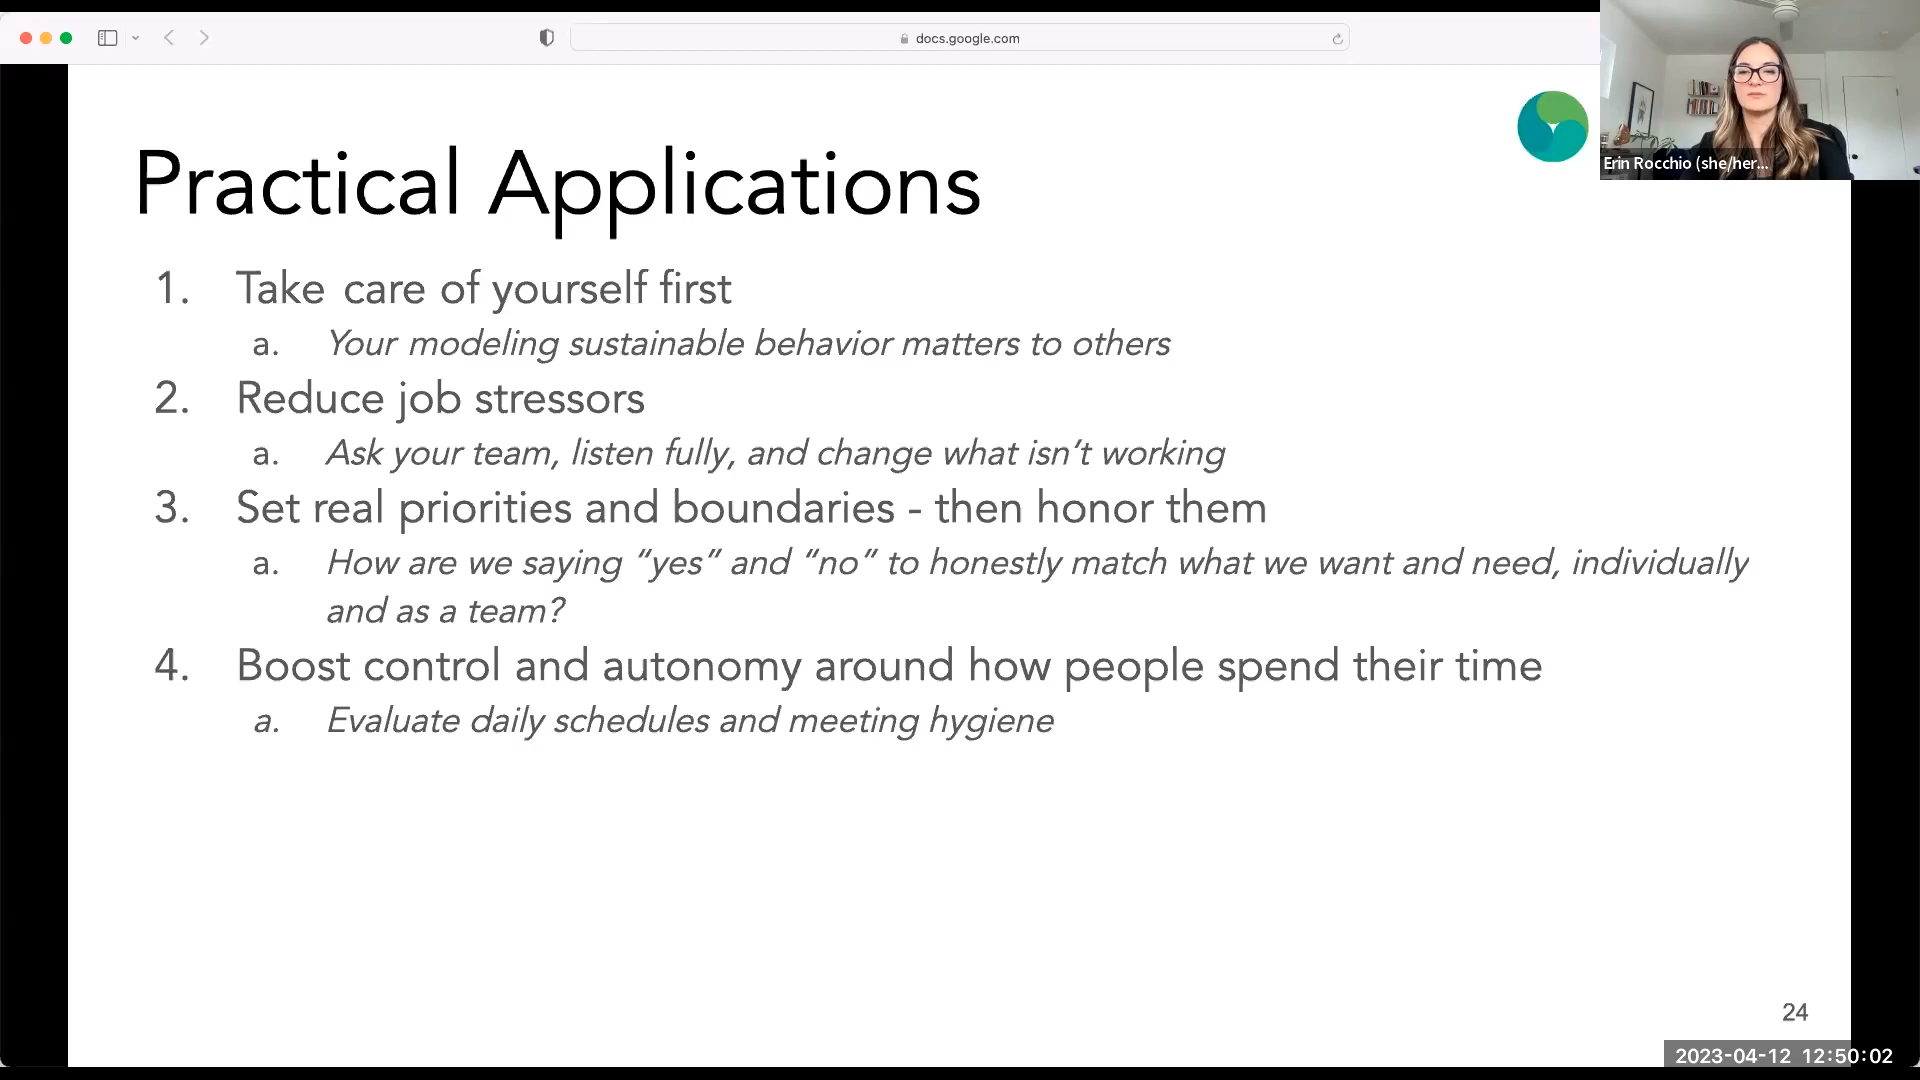 docs.google.com
Erin Rocchio (she/her...
Practical Applications
1. Take care of yourself first
a. Your modeling sustainable behavior matters to others
2. Reduce job stressors
a. Ask your team, listen fully, and change what isn’t working
3. Set real priorities and boundaries - then honor them
a. How are we saying “yes” and “no” to honestly match what we want and need, individually
and as a team?
4. Boost control and autonomy around how people spend their time
a. Evaluate daily schedules and meeting hygiene
24
2023-04-12 12:50:02